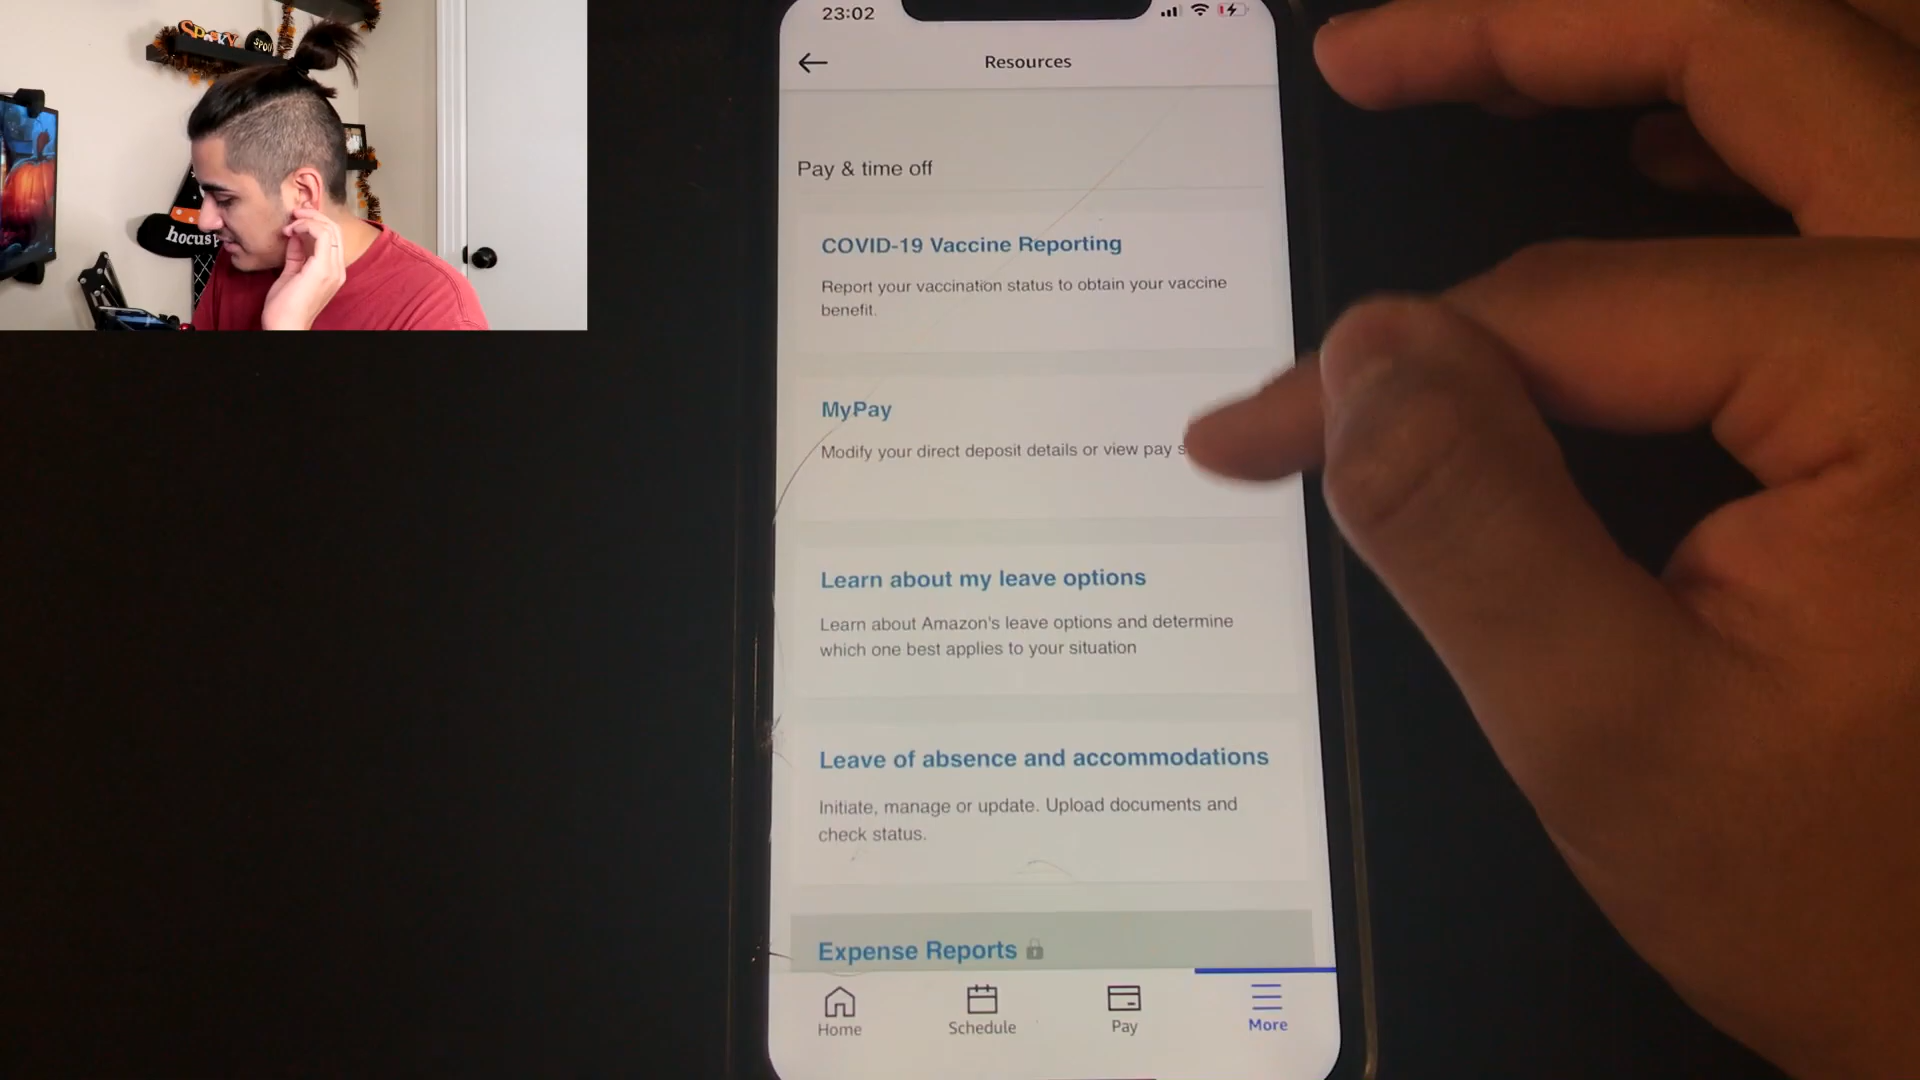 23:02
Resources
Pay & time off
COVID-19 Vaccine Reporting
Report your vaccination status to obtain your vaccine
benefit.
MyPay
Modify your direct deposit details or view pay
Learn about my leave options
Learn about Amazon's leave options and determine
which one best applies to your situation
Leave of absence and accommodations
Initiate, manage or update. Upload documents and
check status.
Expense Reports
Home
Schedule
Pay
More
hocus